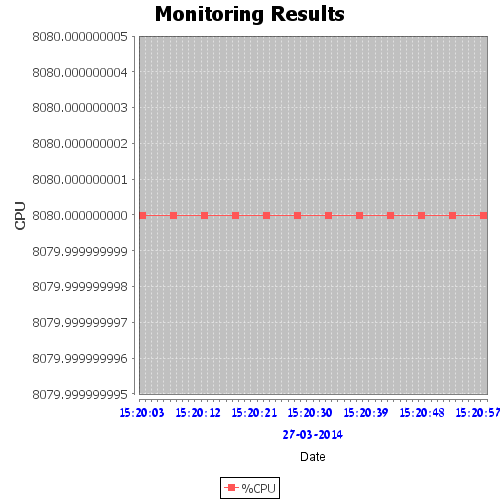 Monitoring Results
8080.000000005
8080.000000004
8080.000000003
8080.000000002
8080.000000001
8080.000000000
8079.999999999
8079.999999998
8079.999999997
8079.999999996
8079.999999995
CPU
15:20:03 15:20:12 15:20:21 15:20:30 15:20:39 15:20:48 15:20:57
27-03-2014
Date
%CPU